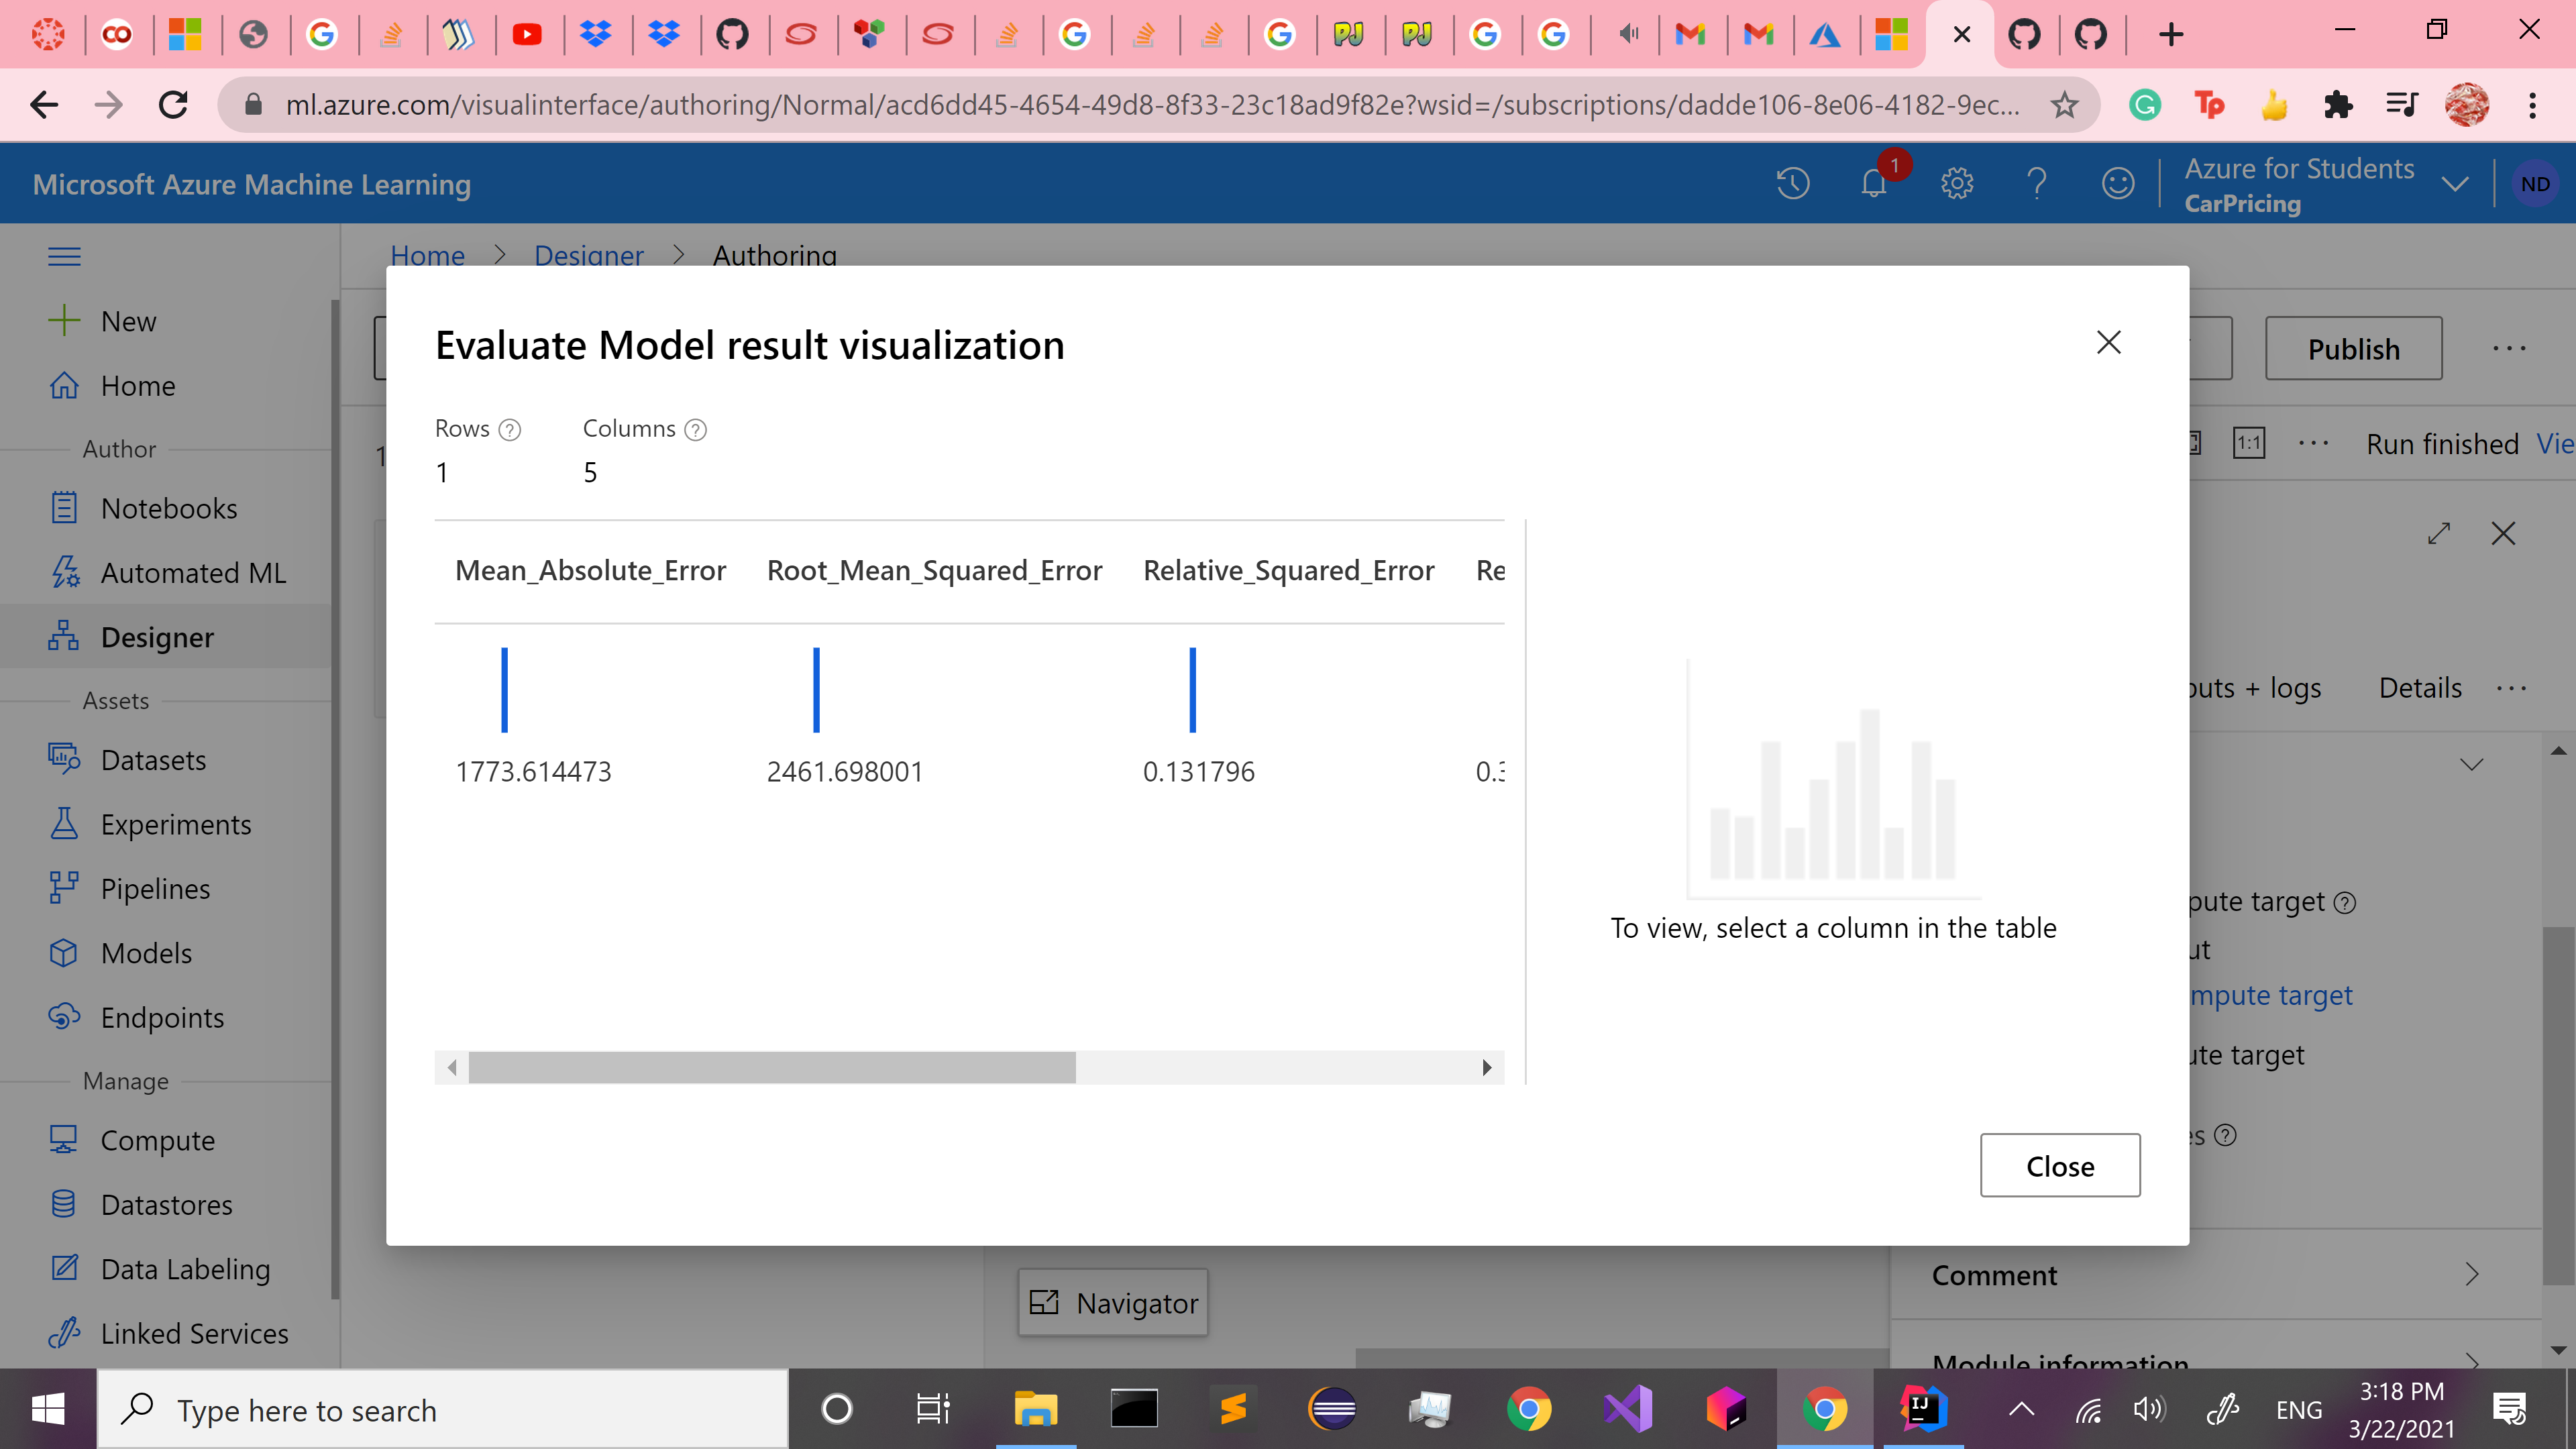 ml.azure.com/visualinterface/authoring/Normal/acd6dd45-4654-49d8-8f33-23c18ad9f82e?wsid=/subscriptions/dadde106-8e06-4182-9ec...
Microsoft Azure Machine Learning
1
Azure for Students
CarPricing
ND
Home > Designer > Authoring
New
Home
Author
Notebooks
Automated ML
Designer
Assets
Datasets
Experiments
Pipelines
Models
Endpoints
Manage
Compute
Datastores
Data Labeling
Linked Services
Publish
1:1
Run finished
Vie
Evaluate Model result visualization
Rows
Columns
1
5
Mean_Absolute_Error Root_Mean_Squared_Error Relative_Squared_Error Re
1773.614473 2461.698001 0.131796 0.3
To view, select a column in the table
Close
puts + logs
Details
pute target
ut
mpute target
ute target
es
Comment
Module information
Navigator
Type here to search
ENG
3:18 PM
3/22/2021